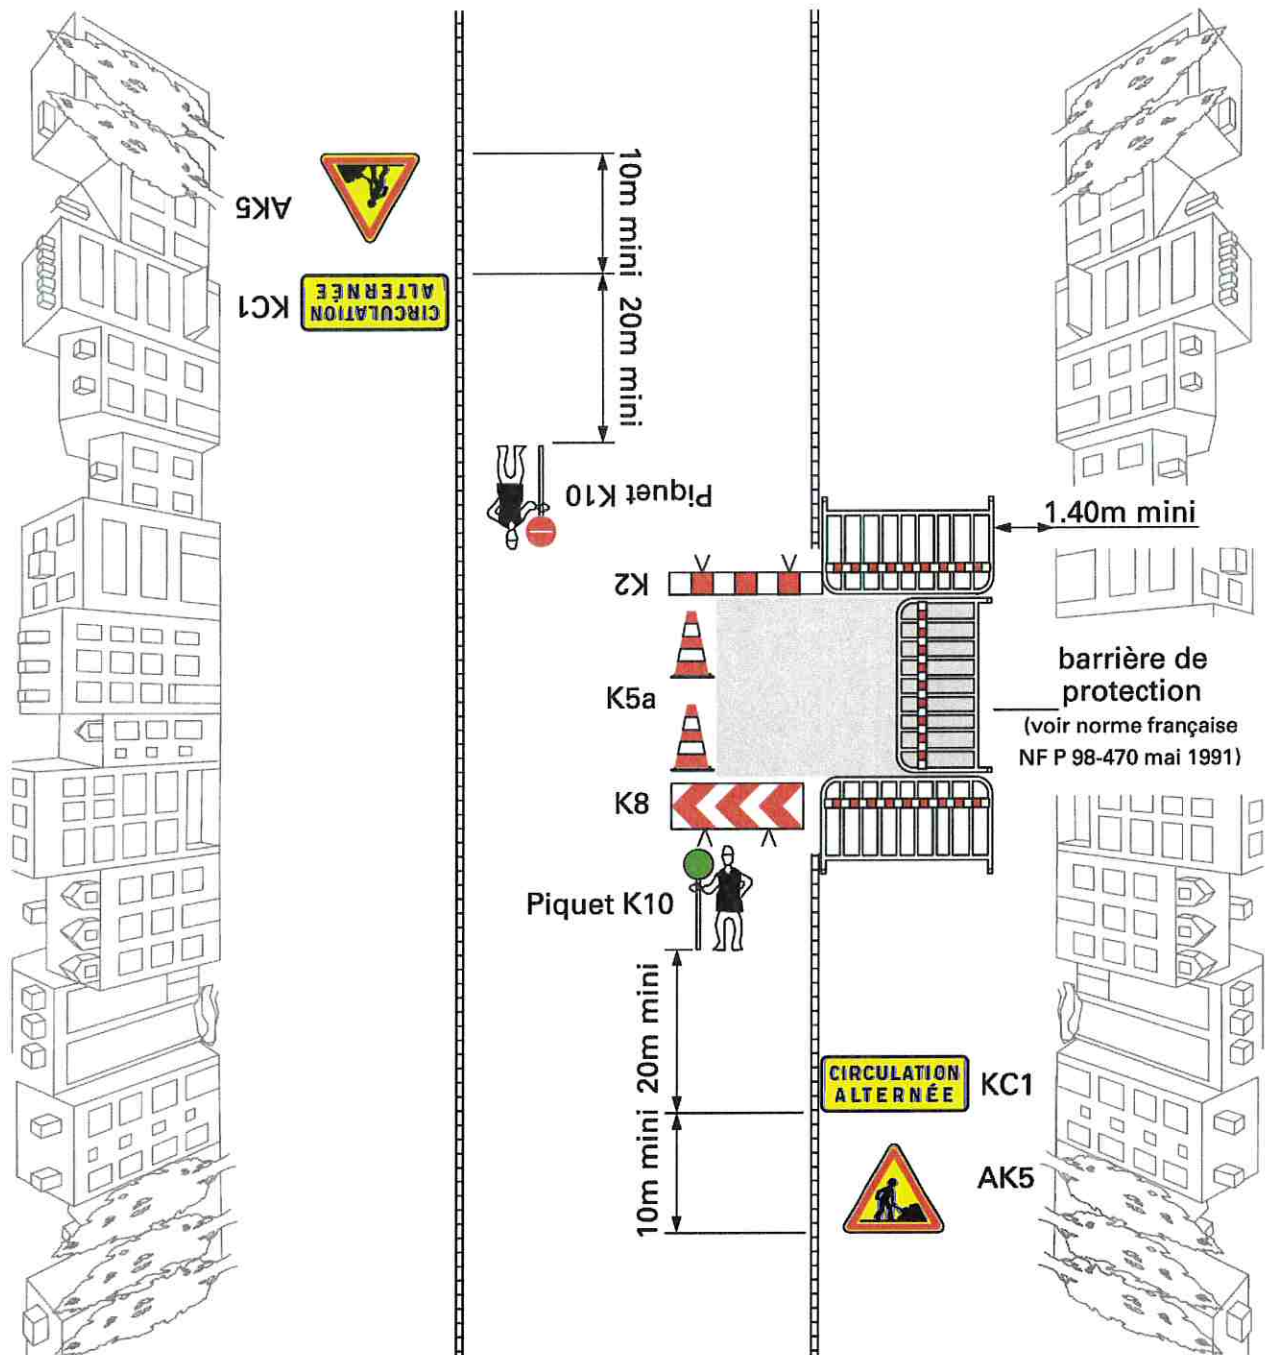 AK5
10m mini
KC1
CIRCULATION
ALTERNÉE
20m mini
Piquet K10
1.40m mini
K2
K5a
barrière de
protection
(voir norme française
NF P 98-470 mai 1991)
K8
Piquet K10
20m mini
CIRCULATION
ALTERNÉE
KC1
10m mini
AK5